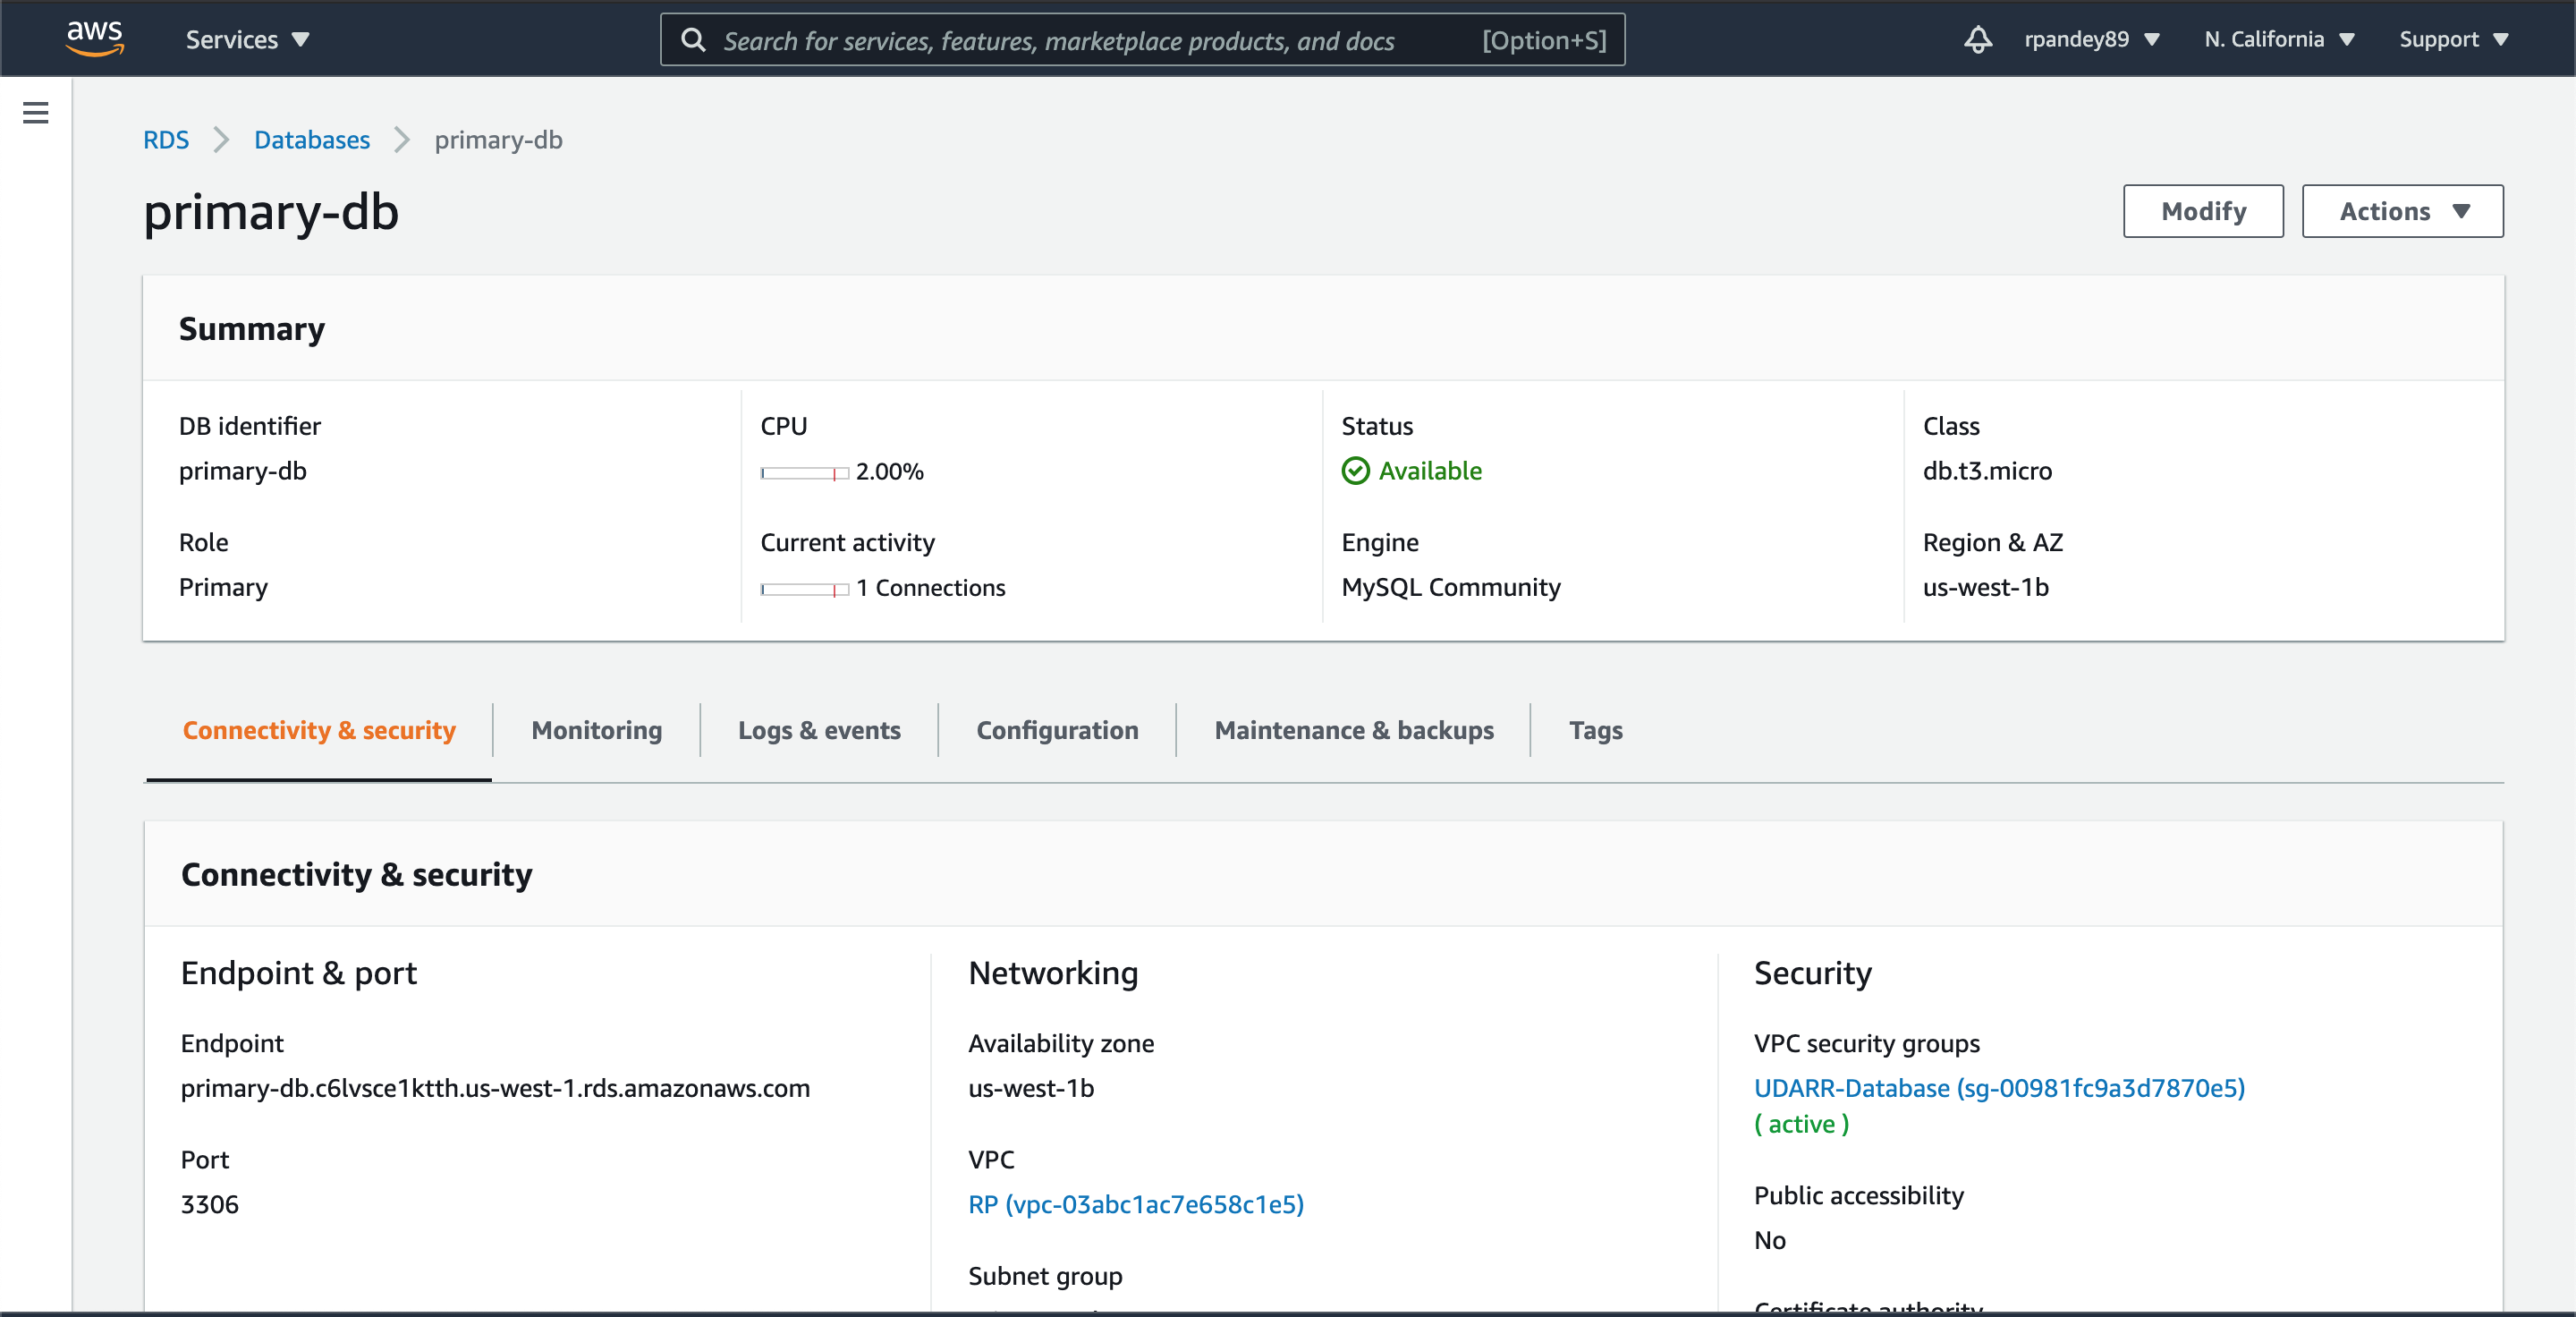 aws
Services
Search for services, features, marketplace products, and docs
[Option+S]
rpandey89
N. California
Support
RDS
Databases
primary-db
primary-db
Modify
Actions
Summary
DB identifier
primary-db
CPU
2.00%
Status
Available
Class
db.t3.micro
Role
Primary
Current activity
1 Connections
Engine
MySQL Community
Region & AZ
us-west-1b
Connectivity & security
Monitoring
Logs & events
Configuration
Maintenance & backups
Tags
Connectivity & security
Endpoint & port
Endpoint
primary-db.c6lvsce1ktth.us-west-1.rds.amazonaws.com
Port
3306
Networking
Availability zone
us-west-1b
VPC
RP (vpc-03abc1ac7e658c1e5)
Subnet group
Security
VPC security groups
UDARR-Database (sg-00981fc9a3d7870e5)
( active )
Public accessibility
No
Certificate authority